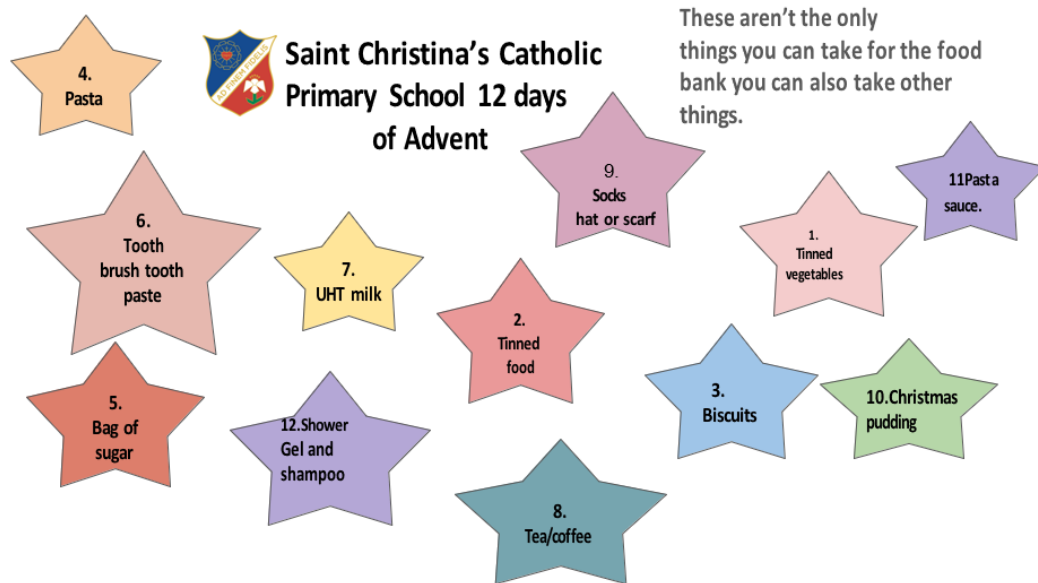 Saint Christina's Catholic
Primary School 12 days
of Advent
AD FINEM FIDELIS
These aren't the only
things you can take for the food
bank you can also take other
things.
4.
Pasta
9.
Socks
hat or scarf
11Pasta
sauce.
6.
Tooth
brush tooth
paste
7.
UHT milk
1.
Tinned
vegetables
2.
Tinned
food
5.
Bag of
sugar
12.Shower
Gel and
shampoo
3.
Biscuits
10.Christmas
pudding
8.
Tea/coffee